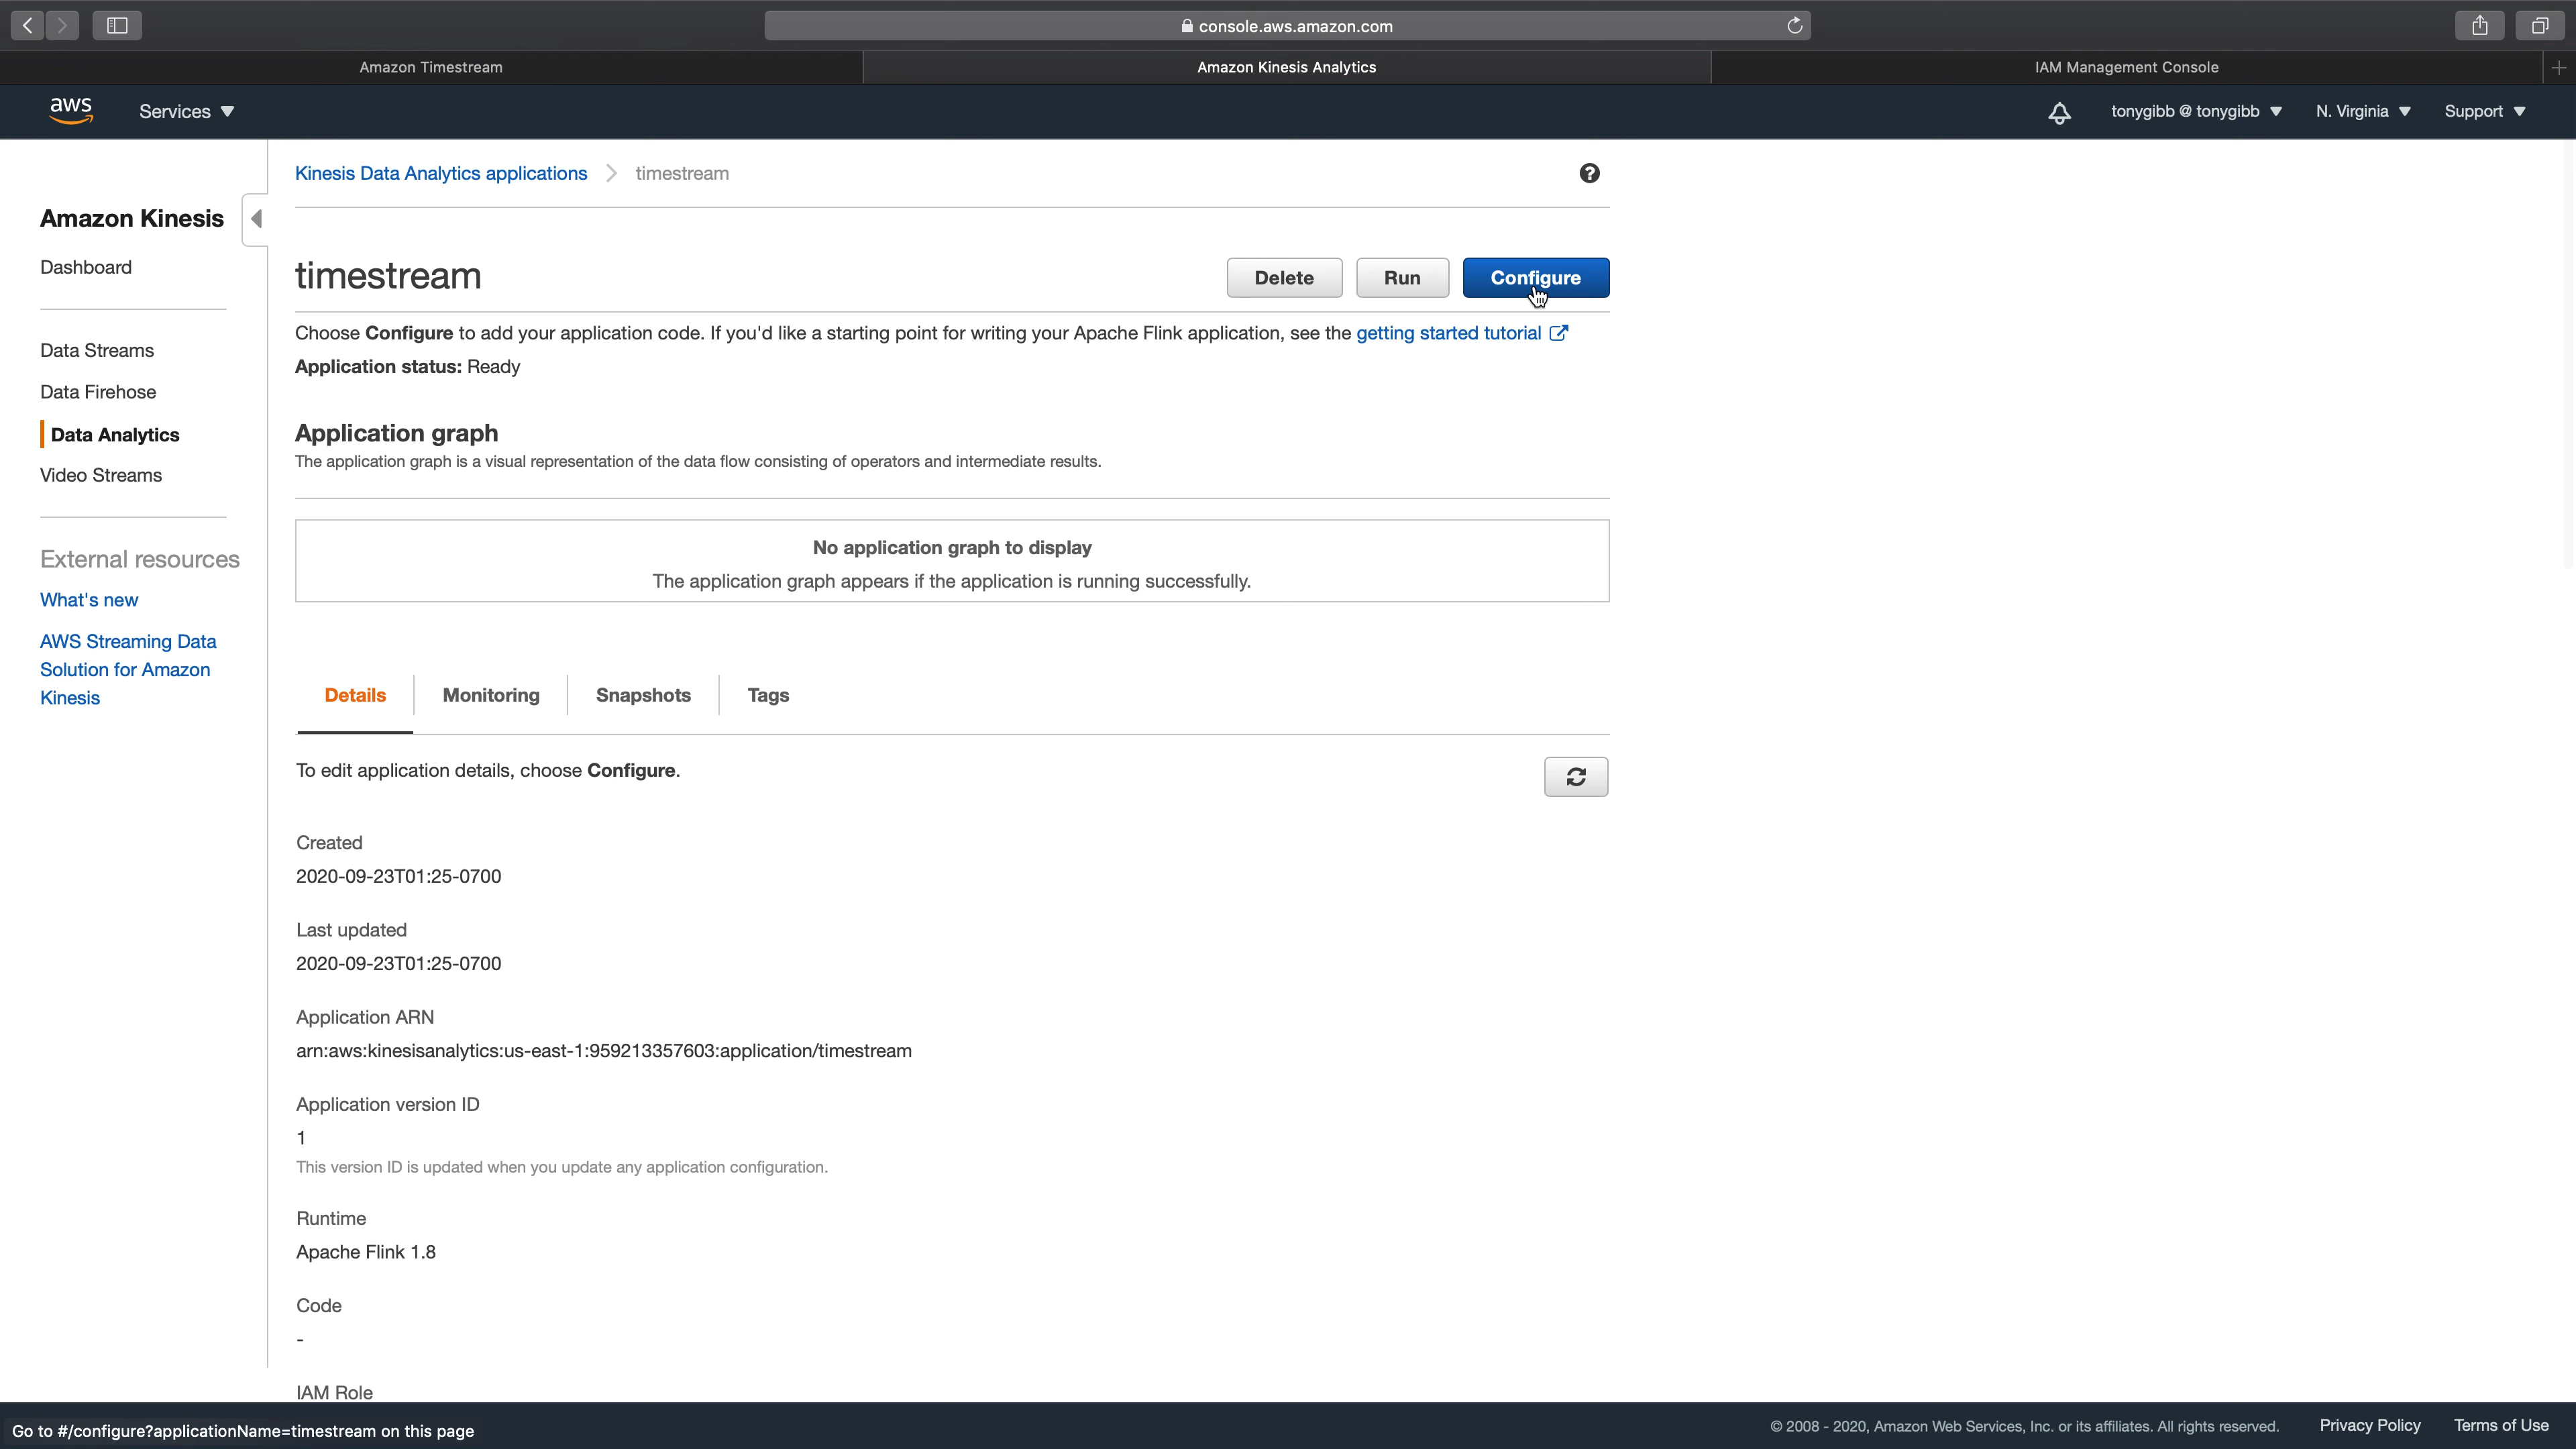 console.aws.amazon.com
Amazon Timestream
Amazon Kinesis Analytics
IAM Management Console
aws
Services
tonygibb @ tonygibb
N. Virginia
Support
Amazon Kinesis
Dashboard
Data Streams
Data Firehose
Data Analytics
Video Streams
External resources
What's new
AWS Streaming Data
Solution for Amazon
Kinesis
Kinesis Data Analytics applications
timestream
timestream
Delete
Run
Configure
Choose Configure to add your application code. If you'd like a starting point for writing your Apache Flink application, see the getting started tutorial
Application status: Ready
Application graph
The application graph is a visual representation of the data flow consisting of operators and intermediate results.
No application graph to display
The application graph appears if the application is running successfully.
Details
Monitoring
Snapshots
Tags
To edit application details, choose Configure.
Created
2020-09-23T01:25-0700
Last updated
2020-09-23T01:25-0700
Application ARN
arn:aws:kinesisanalytics:us-east-1:959213357603:application/timestream
Application version ID
1
This version ID is updated when you update any application configuration.
Runtime
Apache Flink 1.8
Code
-
IAM Role
Go to #/configure?applicationName=timestream on this page
© 2008 - 2020, Amazon Web Services, Inc. or its affiliates. All rights reserved.
Privacy Policy
Terms of Use